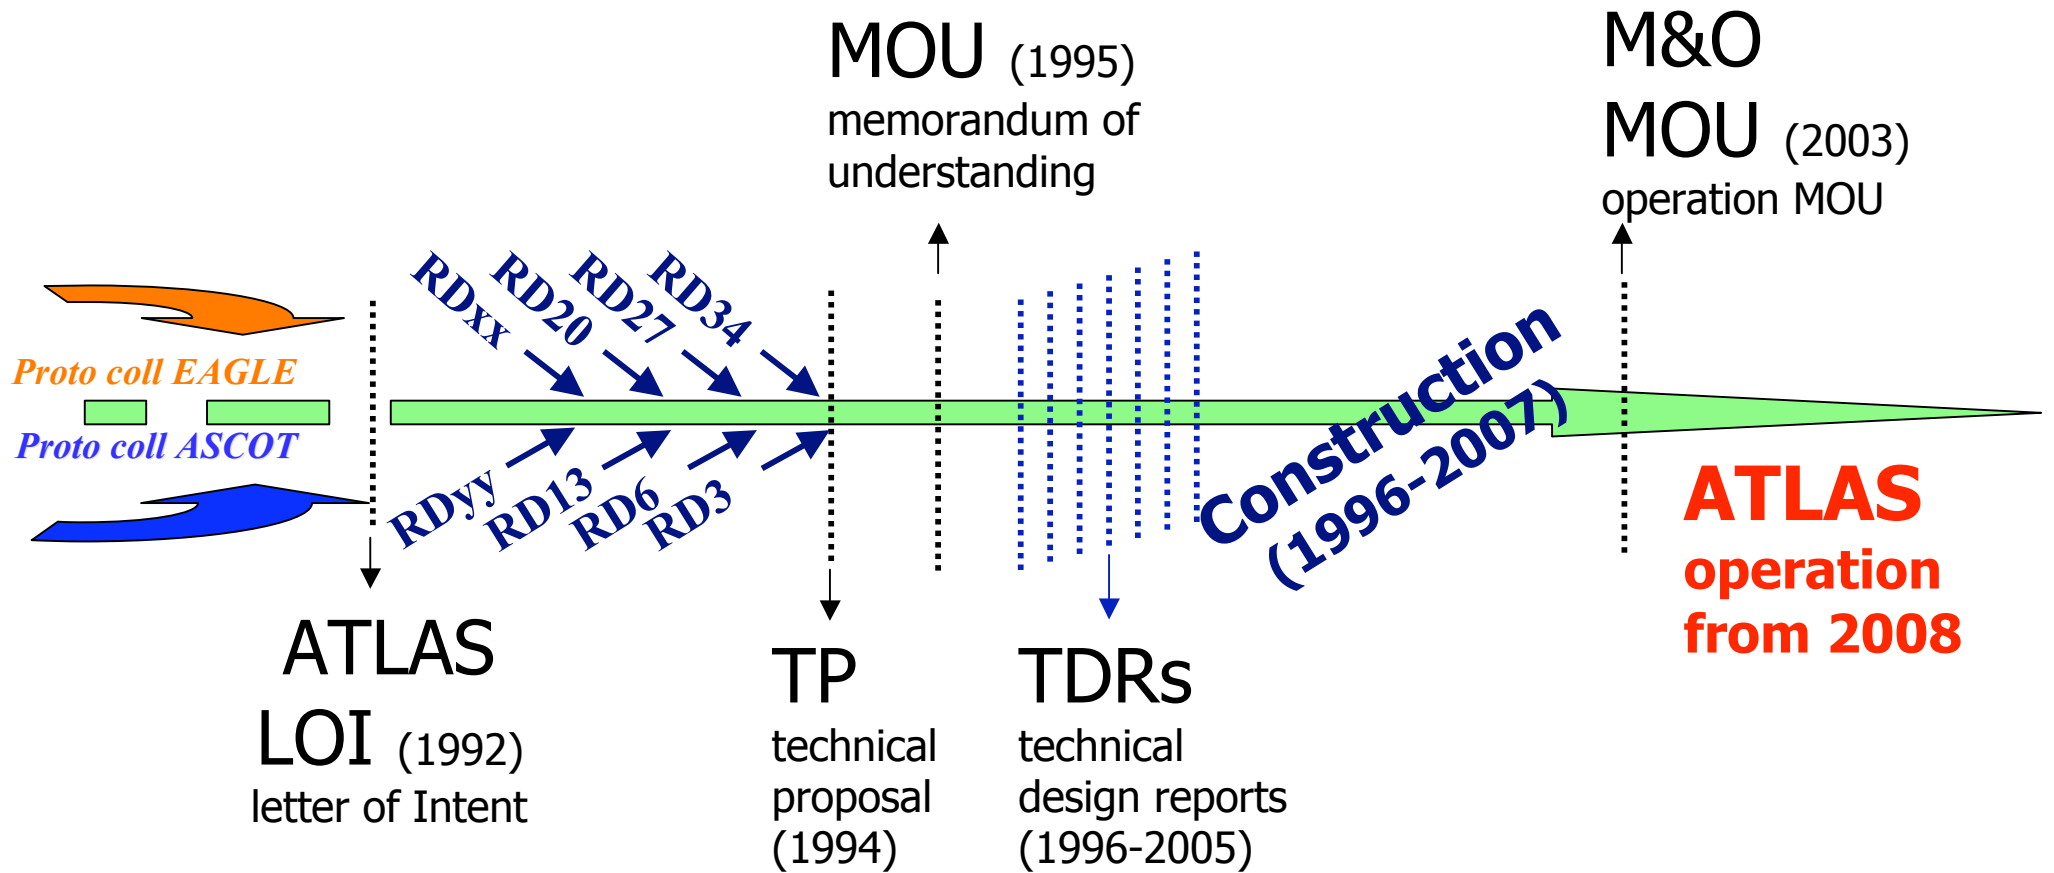 MOU (1995)
memorandum of
understanding
M&O
MOU (2003)
operation MOU
RDxx
RD20
RD27
RD34
Proto coll EAGLE
Proto coll ASCOT
RDyy
RD13
RD6
RD3
Construction
(1996-2007)
ATLAS
operation
from 2008
ATLAS
LOI (1992)
letter of Intent
TP
technical
proposal
(1994)
TDRs
technical
design reports
(1996-2005)